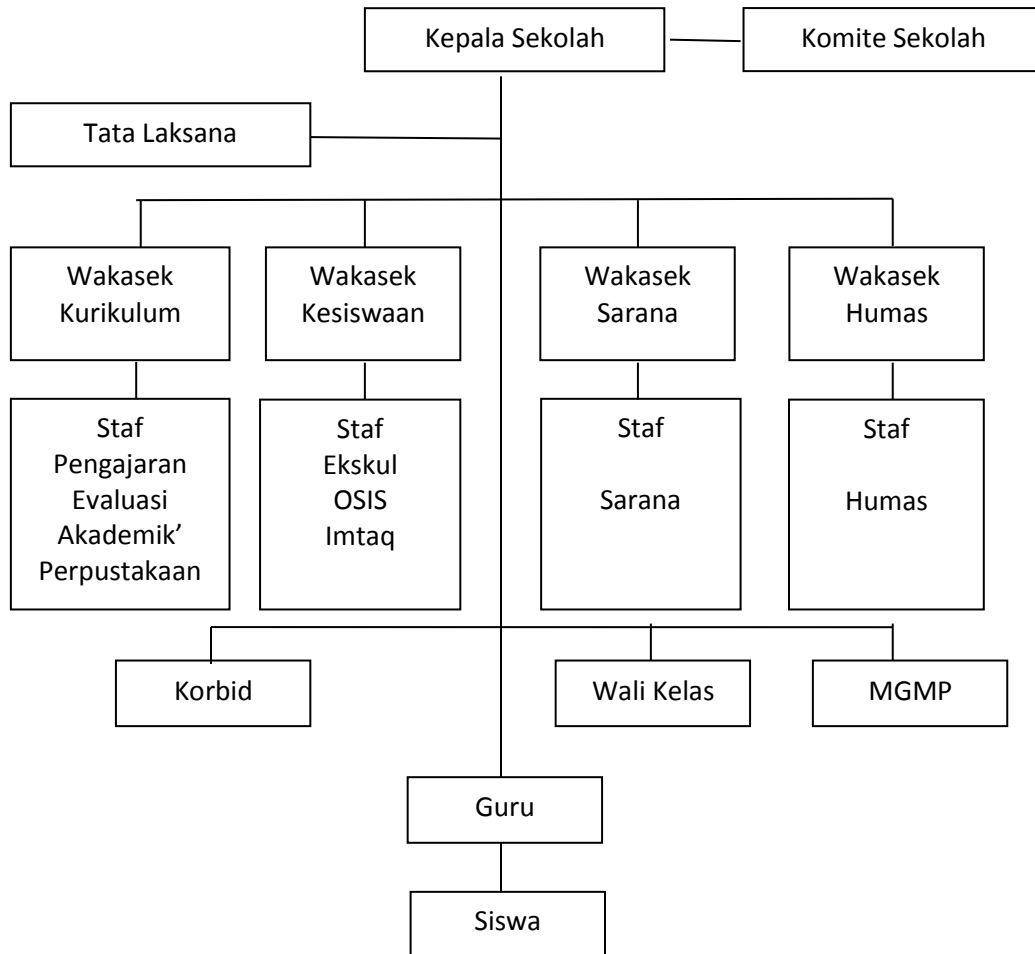 Kepala Sekolah
Komite Sekolah
Tata Laksana
Wakasek
Kurikulum
Wakasek
Kesiswaan
Wakasek
Sarana
Wakasek
Humas
Staf
Pengajaran
Evaluasi
Akademik’
Perpustakaan
Staf
Ekskul
OSIS
Imtaq
Staf
Sarana
Staf
Humas
Korbid
Wali Kelas
MGMP
Guru
Siswa